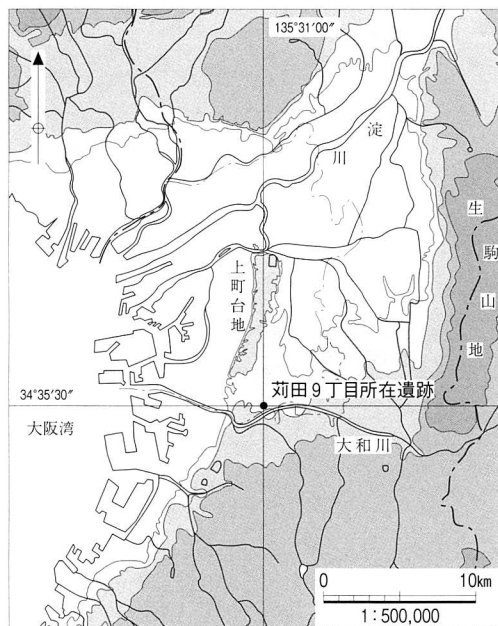 135°31′00″
淀
川
生駒山地
上町台地
34°35′30″
苅田9丁目所在遺跡
大阪湾
大和川
0 10km
1:500,000